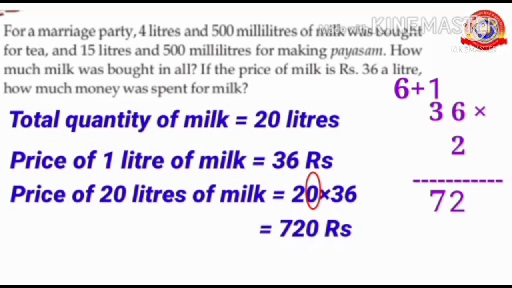 For a marriage party, 4 litres and 500 millilitres of milk was bought
for tea, and 15 litres and 500 millilitres for making payasam. How
much milk was bought in all? If the price of milk is Rs. 36 a litre,
how much money was spent for milk?
Total quantity of milk = 20 litres
Price of 1 litre of milk = 36 Rs
Price of 20 litres of milk = 20×36
= 720 Rs
6+1
36 ×
2
-----------
72
KINEMASTER